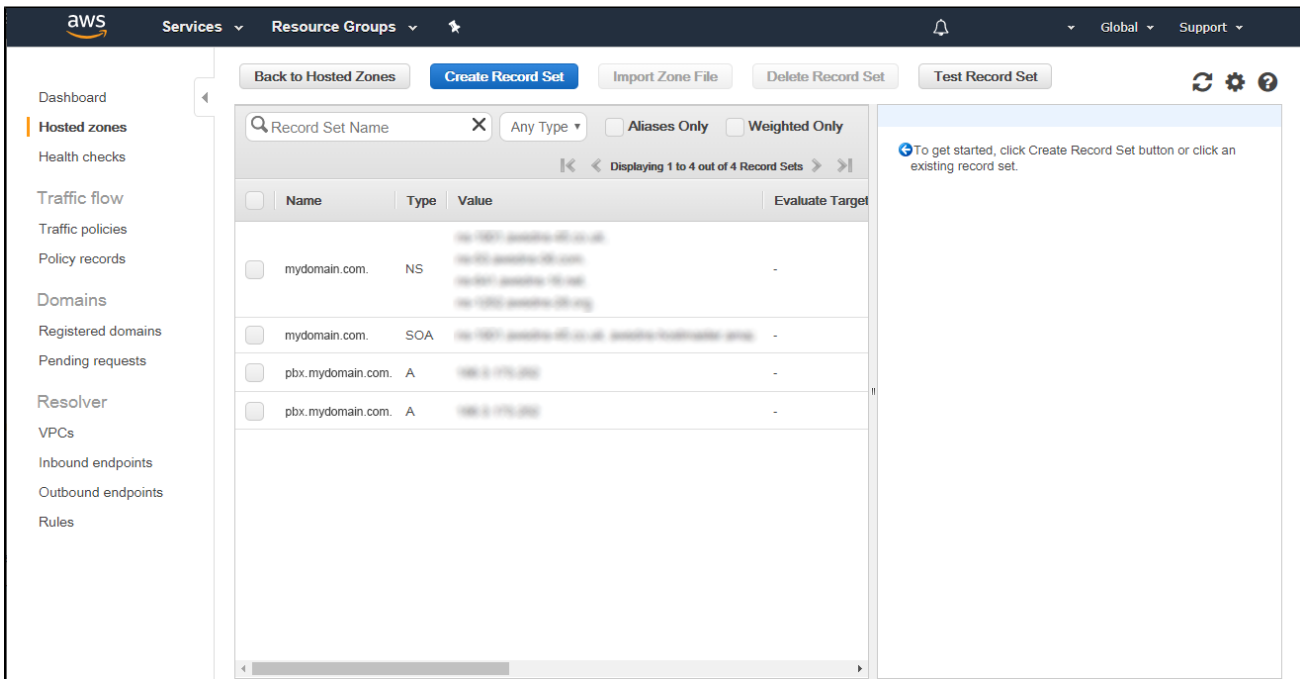 aws Services Resource Groups Global Support
Back to Hosted Zones Create Record Set Import Zone File Delete Record Set Test Record Set
Dashboard
Hosted zones
Health checks
Traffic flow
Traffic policies
Policy records
Domains
Registered domains
Pending requests
Resolver
VPCs
Inbound endpoints
Outbound endpoints
Rules
Record Set Name Any Type Aliases Only Weighted Only
Displaying 1 to 4 out of 4 Record Sets
Name Type Value Evaluate Target
mydomain.com. NS -
mydomain.com. SOA -
pbx.mydomain.com. A -
pbx.mydomain.com. A -
To get started, click Create Record Set button or click an
existing record set.